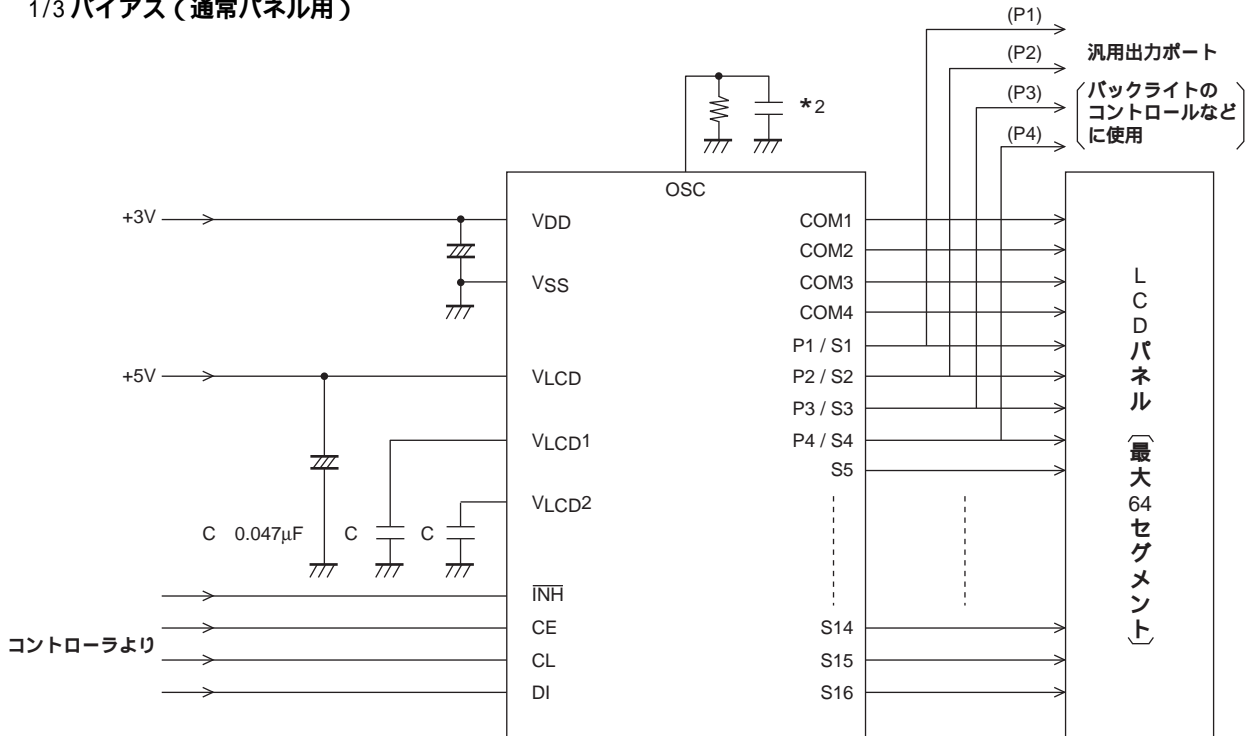 1/3 バイアス（通常パネル用）
(P1)
(P2)
汎用出力ポート
(P3)
バックライトの
コントロールなど
に使用
(P4)
*2
OSC
+3V
VDD
VSS
+5V
VLCD
VLCD1
VLCD2
C 0.047μF
C
C
INH
CE
CL
DI
コントローラより
COM1
COM2
COM3
COM4
P1 / S1
P2 / S2
P3 / S3
P4 / S4
S5
S14
S15
S16
LCDパネル（最大64セグメント）